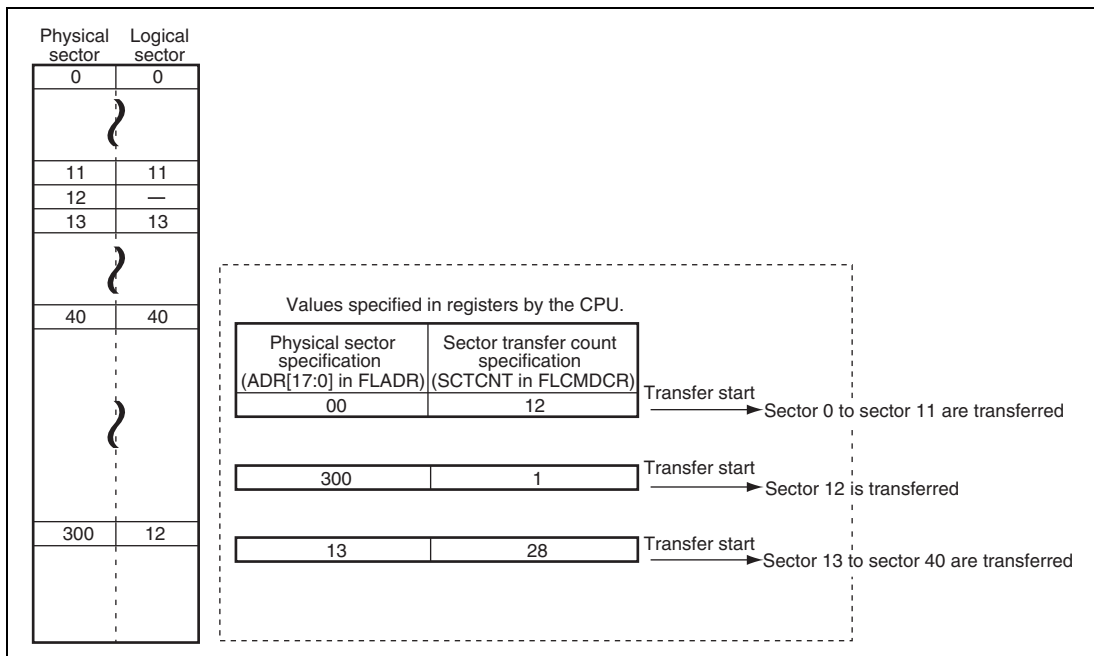 Physical sector Logical sector
0 0
11 11
12 —
13 13
40 40
300 12
Values specified in registers by the CPU.
Physical sector specification (ADR[17:0] in FLADR) Sector transfer count specification (SCTCNT in FLCMDCR)
00 12 Transfer start Sector 0 to sector 11 are transferred
300 1 Transfer start Sector 12 is transferred
13 28 Transfer start Sector 13 to sector 40 are transferred